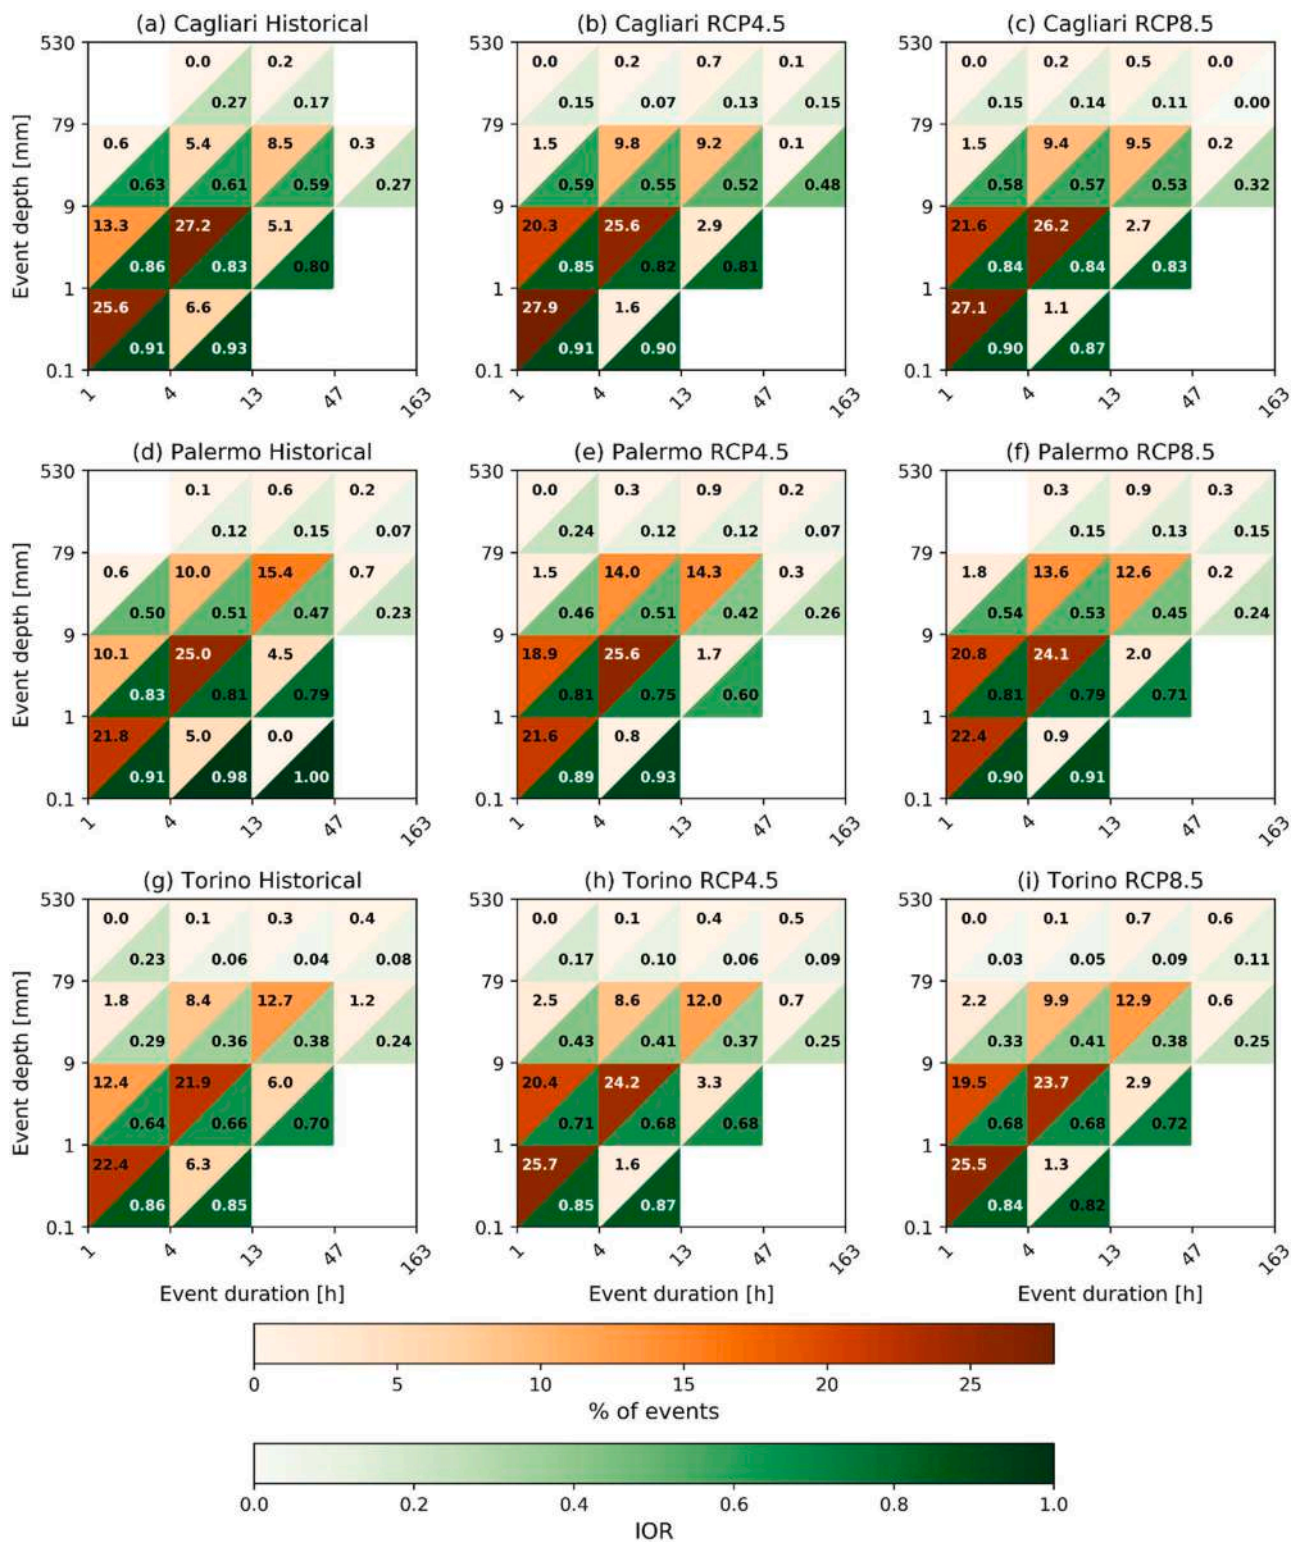 (a) Cagliari Historical (b) Cagliari RCP4.5 (c) Cagliari RCP8.5
530 530 530
0.0 0.2 0.0 0.2 0.7 0.1 0.0 0.2 0.5 0.0
0.27 0.17 0.15 0.07 0.13 0.15 0.15 0.14 0.11 0.00
79 79 79
0.6 5.4 8.5 0.3 1.5 9.8 9.2 0.1 1.5 9.4 9.5 0.2
0.63 0.61 0.59 0.27 0.59 0.55 0.52 0.48 0.58 0.57 0.53 0.32
9 9 9
13.3 27.2 5.1 20.3 25.6 2.9 21.6 26.2 2.7
0.86 0.83 0.80 0.85 0.82 0.81 0.84 0.84 0.83
1 1 1
25.6 6.6 27.9 1.6 27.1 1.1
0.91 0.93 0.91 0.90 0.90 0.87
0.1 0.1 0.1
1 4 13 47 163 1 4 13 47 163 1 4 13 47 163
Event depth [mm]
(d) Palermo Historical (e) Palermo RCP4.5 (f) Palermo RCP8.5
530 530 530
0.1 0.6 0.2 0.0 0.3 0.9 0.2 0.3 0.9 0.3
0.12 0.15 0.07 0.24 0.12 0.12 0.07 0.15 0.13 0.15
79 79 79
0.6 10.0 15.4 0.7 1.5 14.0 14.3 0.3 1.8 13.6 12.6 0.2
0.50 0.51 0.47 0.23 0.46 0.51 0.42 0.26 0.54 0.53 0.45 0.24
9 9 9
10.1 25.0 4.5 18.9 25.6 1.7 20.8 24.1 2.0
0.83 0.81 0.79 0.81 0.75 0.60 0.81 0.79 0.71
1 1 1
21.8 5.0 0.0 21.6 0.8 22.4 0.9
0.91 0.98 1.00 0.89 0.93 0.90 0.91
0.1 0.1 0.1
1 4 13 47 163 1 4 13 47 163 1 4 13 47 163
Event depth [mm]
(g) Torino Historical (h) Torino RCP4.5 (i) Torino RCP8.5
530 530 530
0.0 0.1 0.3 0.4 0.0 0.1 0.4 0.5 0.0 0.1 0.7 0.6
0.23 0.06 0.04 0.08 0.17 0.10 0.06 0.09 0.03 0.05 0.09 0.11
79 79 79
1.8 8.4 12.7 1.2 2.5 8.6 12.0 0.7 2.2 9.9 12.9 0.6
0.29 0.36 0.38 0.24 0.43 0.41 0.37 0.25 0.33 0.41 0.38 0.25
9 9 9
12.4 21.9 6.0 20.4 24.2 3.3 19.5 23.7 2.9
0.64 0.66 0.70 0.71 0.68 0.68 0.68 0.68 0.72
1 1 1
22.4 6.3 25.7 1.6 25.5 1.3
0.86 0.85 0.85 0.87 0.84 0.82
0.1 0.1 0.1
1 4 13 47 163 1 4 13 47 163 1 4 13 47 163
Event depth [mm]
Event duration [h] Event duration [h] Event duration [h]
0 5 10 15 20 25
% of events
0.0 0.2 0.4 0.6 0.8 1.0
IOR